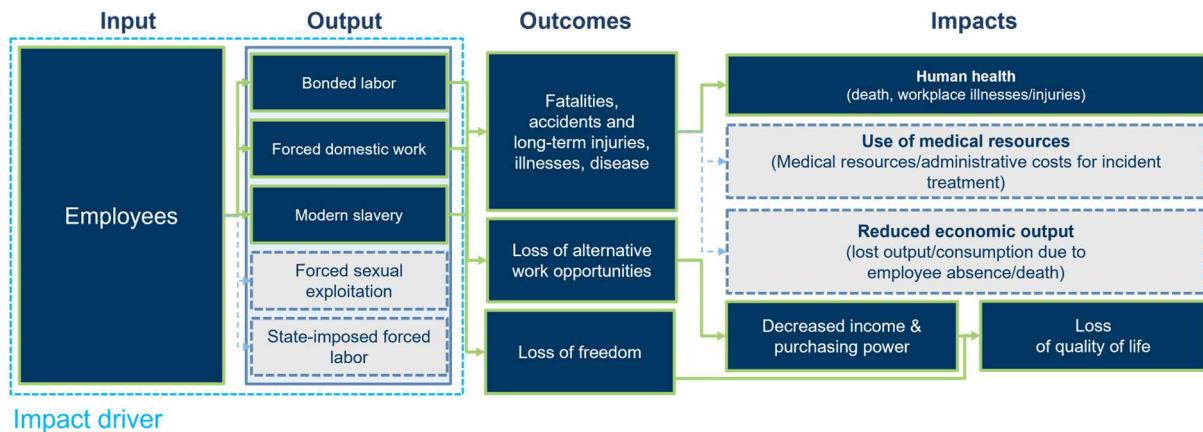 Input
Output
Outcomes
Impacts
Employees
Bonded labor
Forced domestic work
Modern slavery
Forced sexual
exploitation
State-imposed forced
labor
Fatalities,
accidents and
long-term injuries,
illnesses, disease
Loss of alternative
work opportunities
Loss of freedom
Human health
(death, workplace illnesses/injuries)
Use of medical resources
(Medical resources/administrative costs for incident
treatment)
Reduced economic output
(lost output/consumption due to
employee absence/death)
Decreased income &
purchasing power
Loss
of quality of life
Impact driver